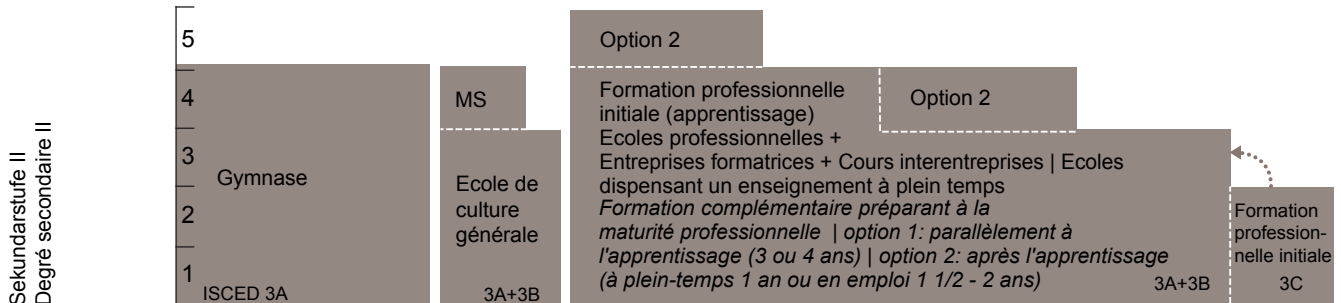 Sekundarstufe II
Degré secondaire II
5
4
3
2
1
Gymnase
ISCED 3A
MS
Ecole de
culture
générale
3A+3B
Option 2
Formation professionnelle
initiale (apprentissage)
Ecoles professionnelles +
Entreprises formatrices + Cours interentreprises | Ecoles
dispensant un enseignement à plein temps
Formation complémentaire préparant à la
maturité professionnelle | option 1: parallèlement à
l'apprentissage (3 ou 4 ans) | option 2: après l'apprentissage
(à plein-temps 1 an ou en emploi 1 1/2 - 2 ans)
3A+3B
Option 2
Formation
profession-
nelle initiale
3C